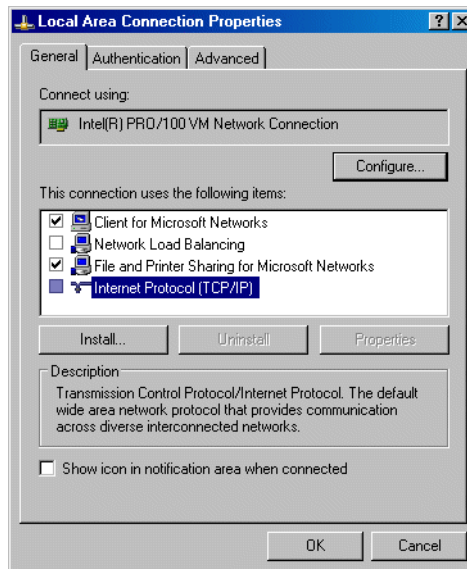 Local Area Connection Properties
General
Authentication
Advanced
Connect using:
Intel(R) PRO/100 VM Network Connection
Configure...
This connection uses the following items:
Client for Microsoft Networks
Network Load Balancing
File and Printer Sharing for Microsoft Networks
Internet Protocol (TCP/IP)
Install...
Uninstall
Properties
Description
Transmission Control Protocol/Internet Protocol. The default
wide area network protocol that provides communication
across diverse interconnected networks.
Show icon in notification area when connected
OK
Cancel